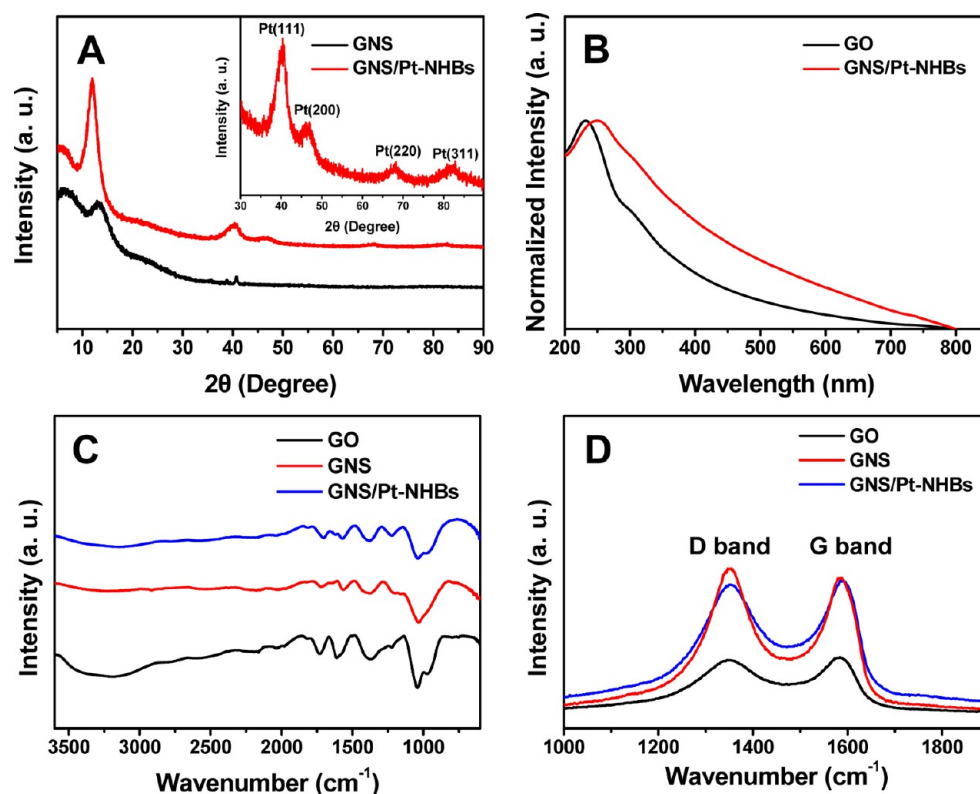 A
GNS
GNS/Pt-NHBs
Pt(111)
Pt(200)
Pt(220)
Pt(311)
Intensity (a. u.)
30 40 50 60 70 80
2θ (Degree)
Intensity (a. u.)
10 20 30 40 50 60 70 80 90
2θ (Degree)
B
GO
GNS/Pt-NHBs
Normalized Intensity (a. u.)
200 300 400 500 600 700 800
Wavelength (nm)
C
GO
GNS
GNS/Pt-NHBs
Intensity (a. u.)
3500 3000 2500 2000 1500 1000
Wavenumber (cm⁻¹)
D
GO
GNS
GNS/Pt-NHBs
D band G band
Intensity (a. u.)
1000 1200 1400 1600 1800
Wavenumber (cm⁻¹)